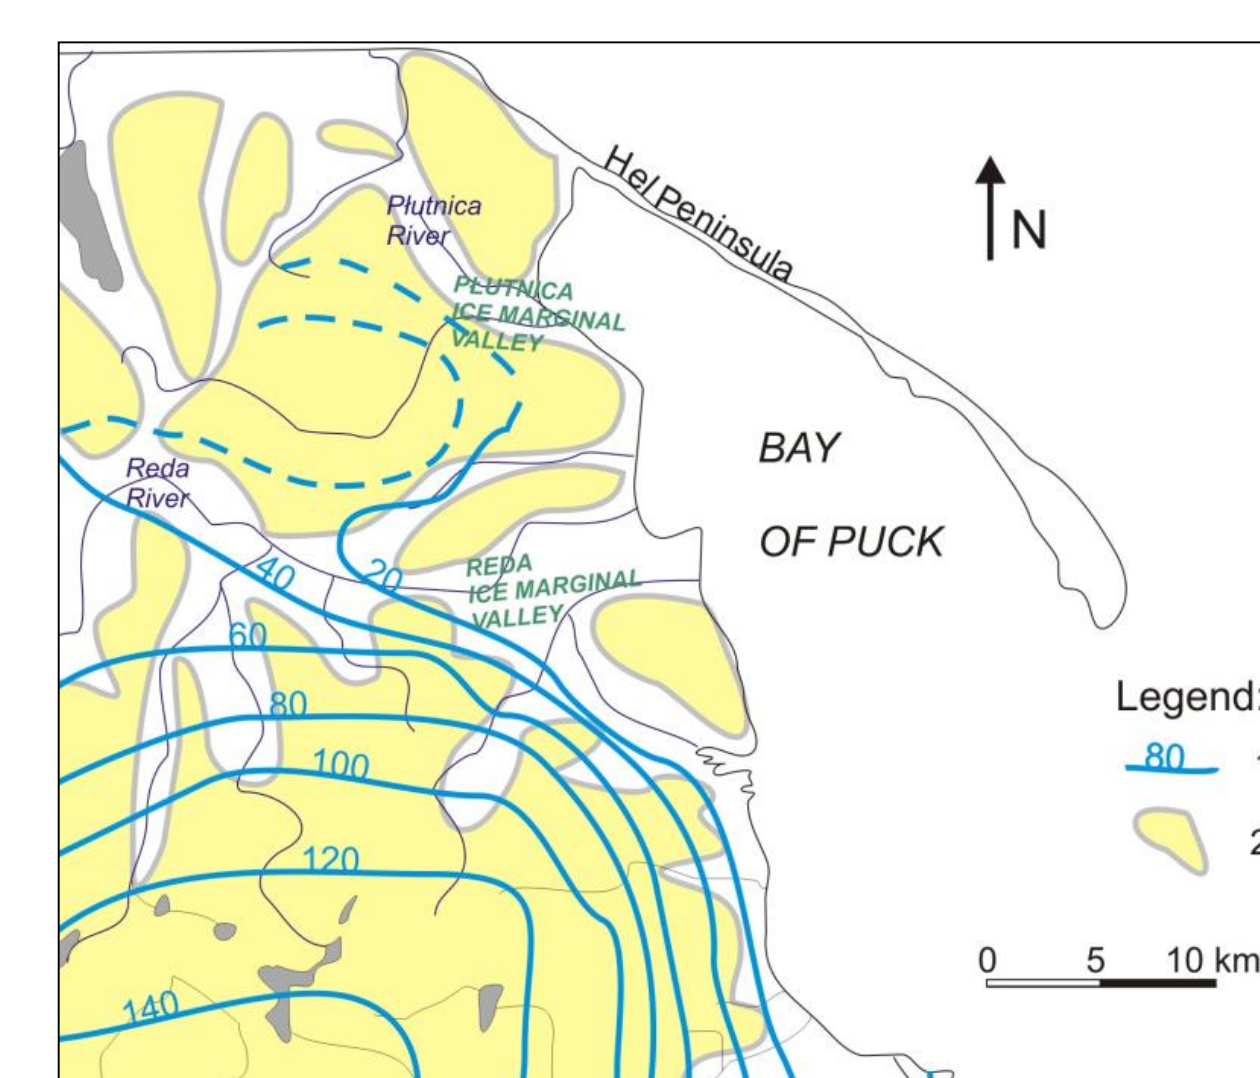 Hel Peninsula
N
Płutnica
River
PŁUTNICA
ICE MARGINAL
VALLEY
BAY
OF PUCK
Reda
River
REDA
ICE MARGINAL
VALLEY
40
20
60
80
100
120
140
Legend:
80
2
0 5 10 km